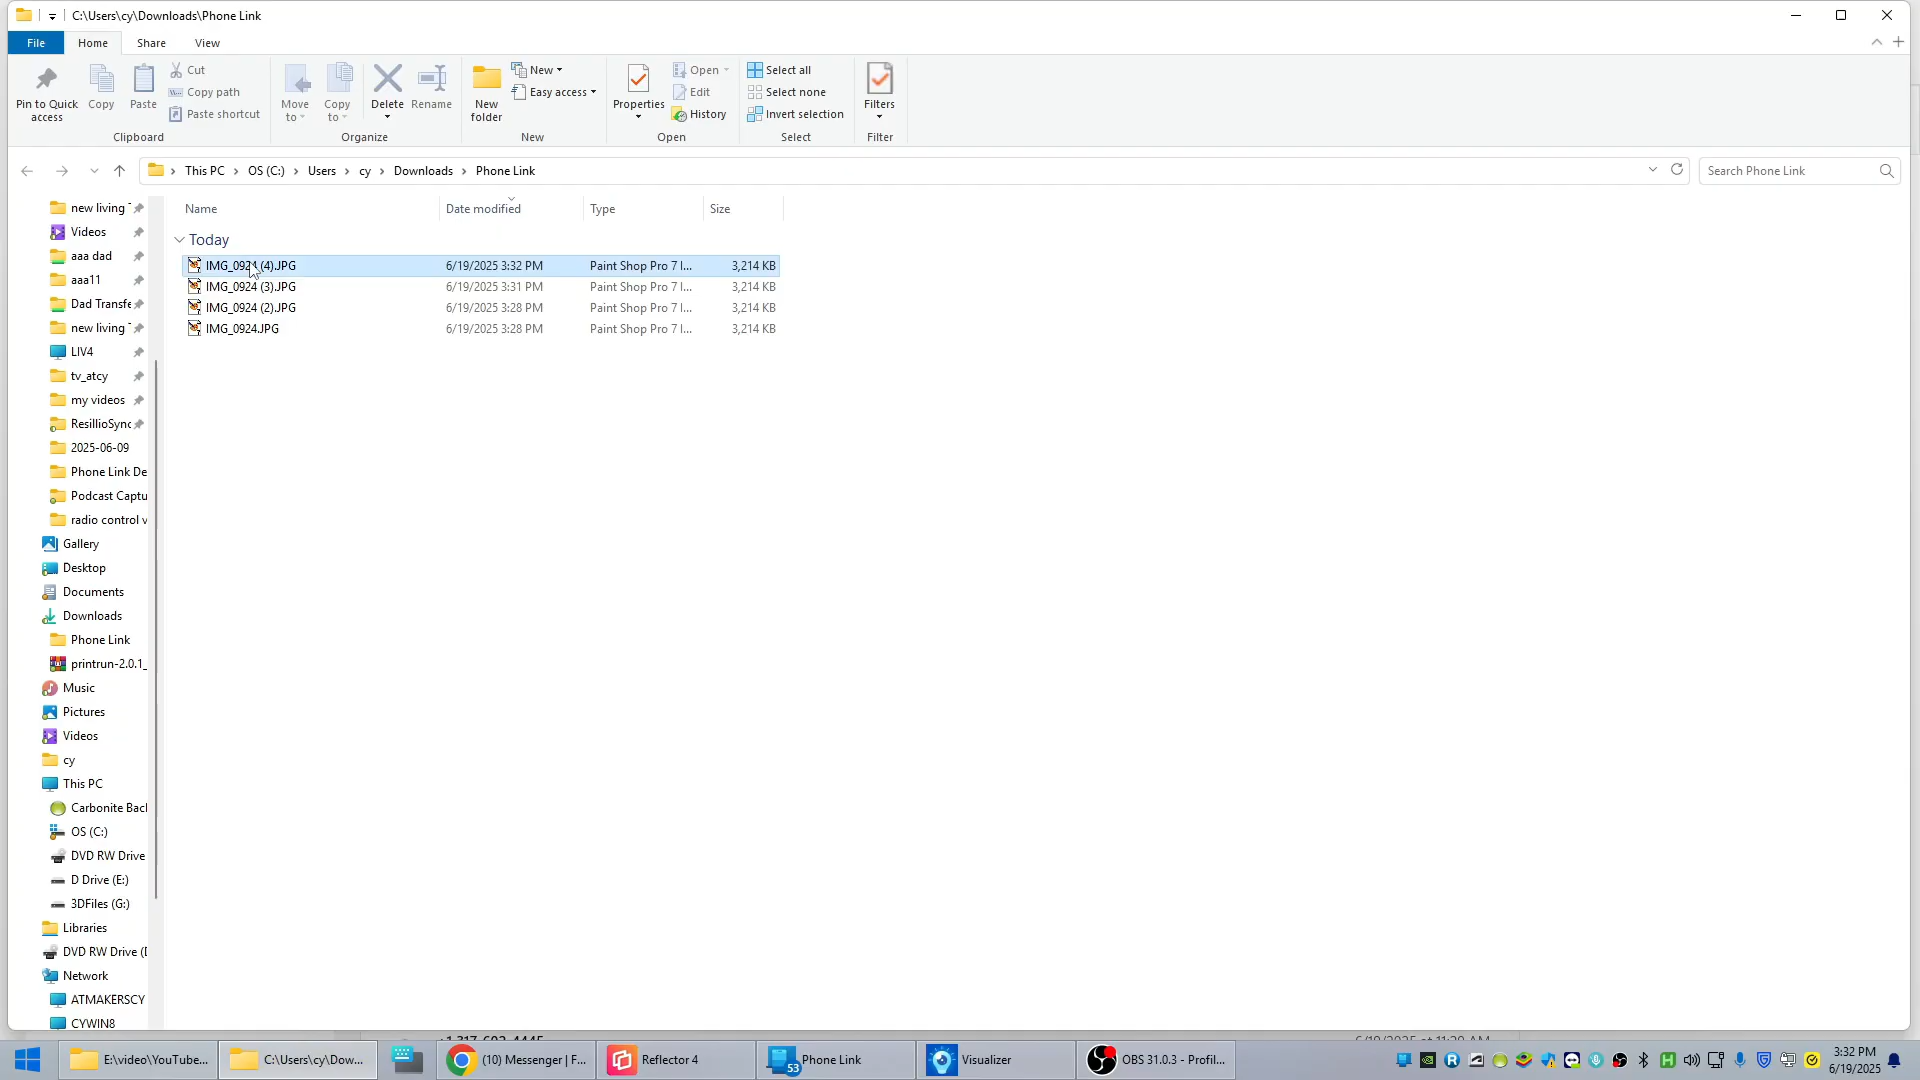 C:\Users\cy\Downloads\Phone Link
File Home Share View
Pin to Quick access
Copy
Paste
Cut
Copy path
Paste shortcut
Clipboard
Move to
Copy to
Delete
Rename
Organize
New folder
New
Easy access
New
Properties
Open
Edit
History
Open
Select all
Select none
Invert selection
Select
Filters
Filter
This PC › OS (C:) › Users › cy › Downloads › Phone Link
Search Phone Link
Name Date modified Type Size
Today
IMG_0924 (4).JPG 6/19/2025 3:32 PM Paint Shop Pro 7 I... 3,214 KB
IMG_0924 (3).JPG 6/19/2025 3:31 PM Paint Shop Pro 7 I... 3,214 KB
IMG_0924 (2).JPG 6/19/2025 3:28 PM Paint Shop Pro 7 I... 3,214 KB
IMG_0924.JPG 6/19/2025 3:28 PM Paint Shop Pro 7 I... 3,214 KB
new living
Videos
aaa dad
aaa11
Dad Transfe
new living
LIV4
tv_atcy
my videos
ResillioSync
2025-06-09
Phone Link De
Podcast Captu
radio control v
Gallery
Desktop
Documents
Downloads
Phone Link
printrun-2.0.1_
Music
Pictures
Videos
cy
This PC
Carbonite Bacl
OS (C:)
DVD RW Drive
D Drive (E:)
3DFiles (G:)
Libraries
DVD RW Drive (
Network
ATMAKERSCY
CYWIN8
E:\video\YouTube...
C:\Users\cy\Dow...
(10) Messenger | F...
Reflector 4
53 Phone Link
Visualizer
OBS 31.0.3 - Profil...
3:32 PM
6/19/2025